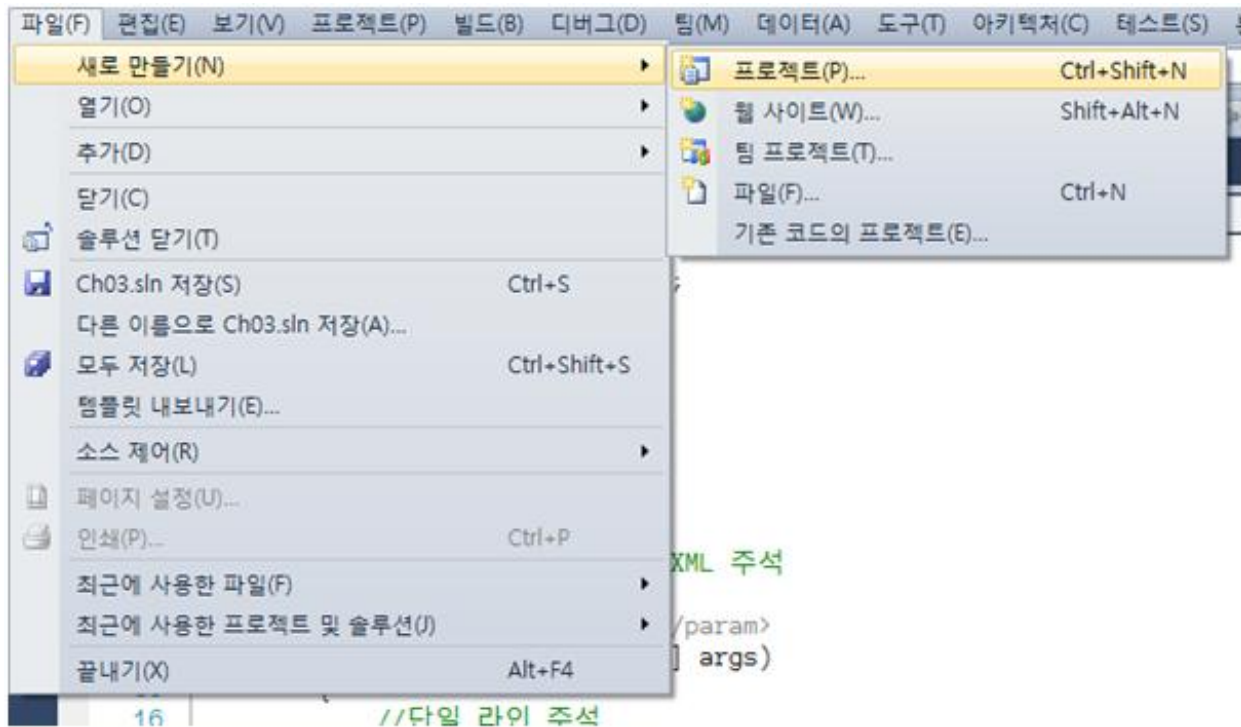 파일(F) 편집(E) 보기(V) 프로젝트(P) 빌드(B) 디버그(D) 팀(M) 데이터(A) 도구(T) 아키텍처(C) 테스트(S)
새로 만들기(N)
열기(O)
추가(D)
닫기(C)
솔루션 닫기(T)
Ch03.sln 저장(S) Ctrl+S
다른 이름으로 Ch03.sln 저장(A)...
모두 저장(L) Ctrl+Shift+S
템플릿 내보내기(E)...
소스 제어(R)
페이지 설정(U)...
인쇄(P)... Ctrl+P
최근에 사용한 파일(F)
최근에 사용한 프로젝트 및 솔루션(J)
끝내기(X) Alt+F4
프로젝트(P)... Ctrl+Shift+N
웹 사이트(W)... Shift+Alt+N
팀 프로젝트(T)...
파일(F)... Ctrl+N
기존 코드의 프로젝트(E)...
;
XML 주석
/param>
] args)
16 //단일 라인 주석